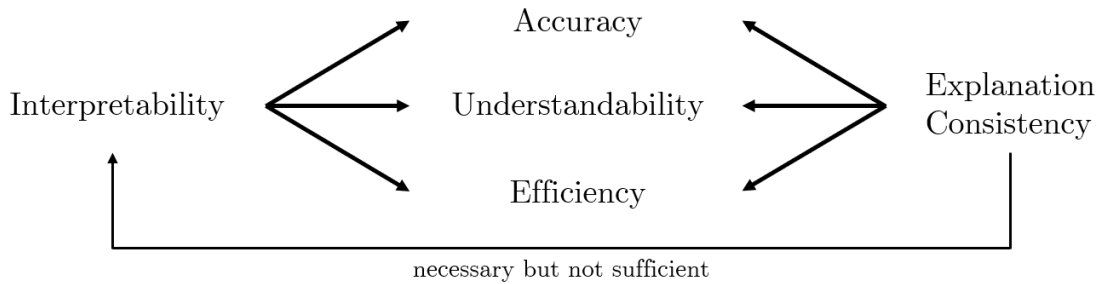 Accuracy
Interpretability
Understandability
Explanation
Consistency
Efficiency
necessary but not sufficient